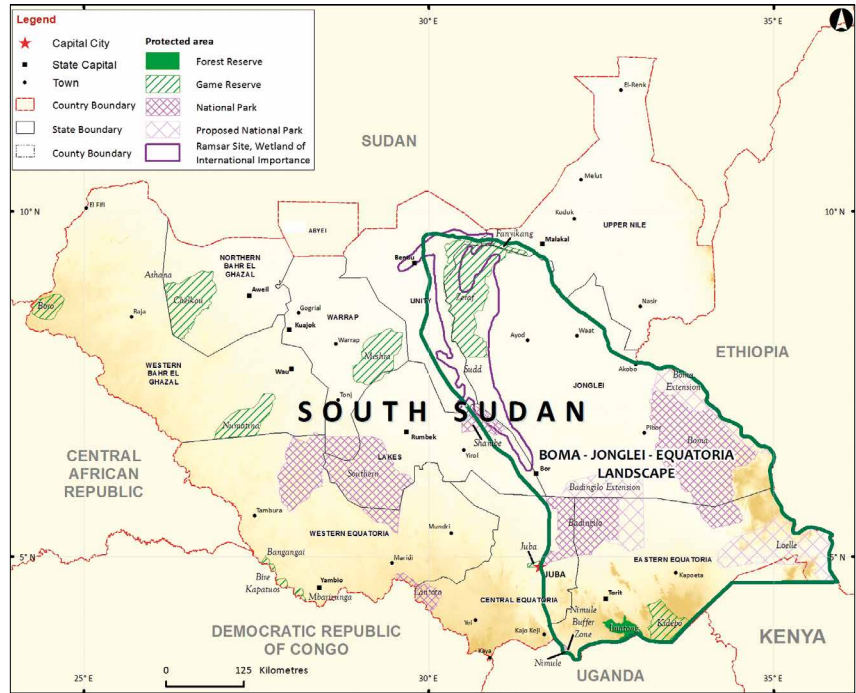 Legend
Capital City
State Capital
Town
Country Boundary
State Boundary
County Boundary
Protected area
Forest Reserve
Game Reserve
National Park
Proposed National Park
Ramsar Site, Wetland of
International Importance
30° E
35° E
SUDAN
El-Renk
Melut
Kuduk
UPPER NILE
10° N
10° N
El Fifi
ABYEI
Fanyikang
Malakal
NORTHERN
BAHR EL
GHAZAL
Bentiu
Ashana
Chelkou
Aweil
UNITY
Zeraf
Nasir
Boro
Raja
Gogrial
WARRAP
Kuajok
Warrap
Ayod
Waat
ETHIOPIA
Meshra
Akobo
WESTERN
BAHR EL
GHAZAL
Wau
Sudd
Boma
Extension
JONGLEI
Tonj
SOUTH SUDAN
Numatina
Rumbek
Shambe
Pibor
Boma
CENTRAL
AFRICAN
REPUBLIC
LAKES
Yirol
BOMA - JONGLEI - EQUATORIA
LANDSCAPE
Southern
Bor
Badingilo Extension
Tambura
WESTERN EQUATORIA
Mundri
Badingilo
5° N
5° N
Bangangai
Maridi
Juba
JUBA
EASTERN EQUATORIA
Loelle
Bire
Kapatuos
Yambio
Mbarizunga
Lantoto
CENTRAL EQUATORIA
Nimule
Buffer
Zone
Torit
Kapoeta
Yei
Kajo Keji
Imatong
Kidepo
DEMOCRATIC REPUBLIC
OF CONGO
Kaya
Nimule
KENYA
UGANDA
0 125 Kilometres
25° E
30° E
35° E